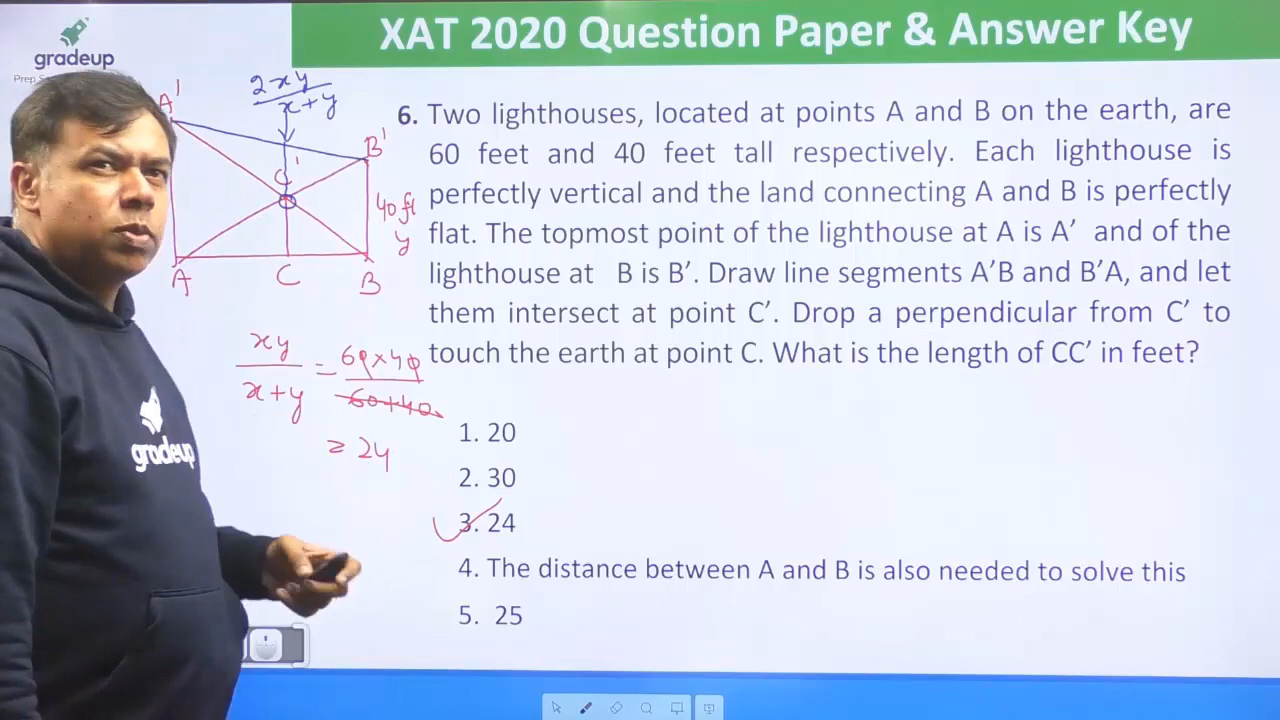 XAT 2020 Question Paper & Answer Key
gradeup
A'
2xy
x+y
B'
C'
40 ft
y
A
C
B
xy
x+y
= 60×40
60+40
= 24
6. Two lighthouses, located at points A and B on the earth, are
60 feet and 40 feet tall respectively. Each lighthouse is
perfectly vertical and the land connecting A and B is perfectly
flat. The topmost point of the lighthouse at A is A′ and of the
lighthouse at B is B′. Draw line segments A′B and B′A, and let
them intersect at point C′. Drop a perpendicular from C′ to
touch the earth at point C. What is the length of CC′ in feet?
1. 20
2. 30
3. 24
4. The distance between A and B is also needed to solve this
5. 25
gradeup